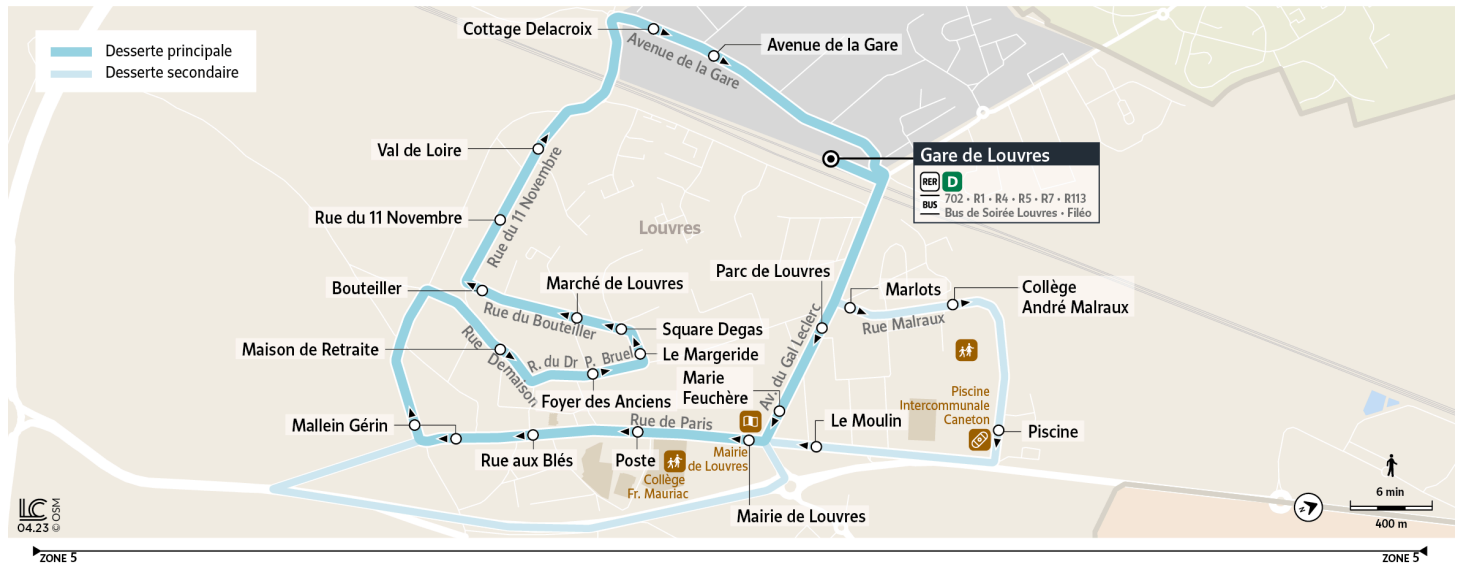 Desserte principale
Desserte secondaire
Cottage Delacroix
Avenue de la Gare
Avenue de la Gare
Val de Loire
Rue du 11 Novembre
Rue du 11 Novembre
Gare de Louvres
RER D
BUS
702 • R1 • R4 • R5 • R7 • R113
Bus de Soirée Louvres • Filéo
Louvres
Bouteiller
Marché de Louvres
Rue du Bouteiller
Square Degas
Parc de Louvres
Marlots
Collège
André Malraux
Rue Malraux
Maison de Retraite
Rue Demaison
R. du Dr P. Bruel
Le Margeride
Foyer des Anciens
Marie
Feuchère
Av. du Gal Leclerc
Piscine
Intercommunale
Caneton
Mallein Gérin
Rue de Paris
Le Moulin
Piscine
Rue aux Blés
Poste
Mairie
de Louvres
Collège
Fr. Mauriac
Mairie de Louvres
LC
04.23
© OSM
N
6 min
400 m
ZONE 5
ZONE 5